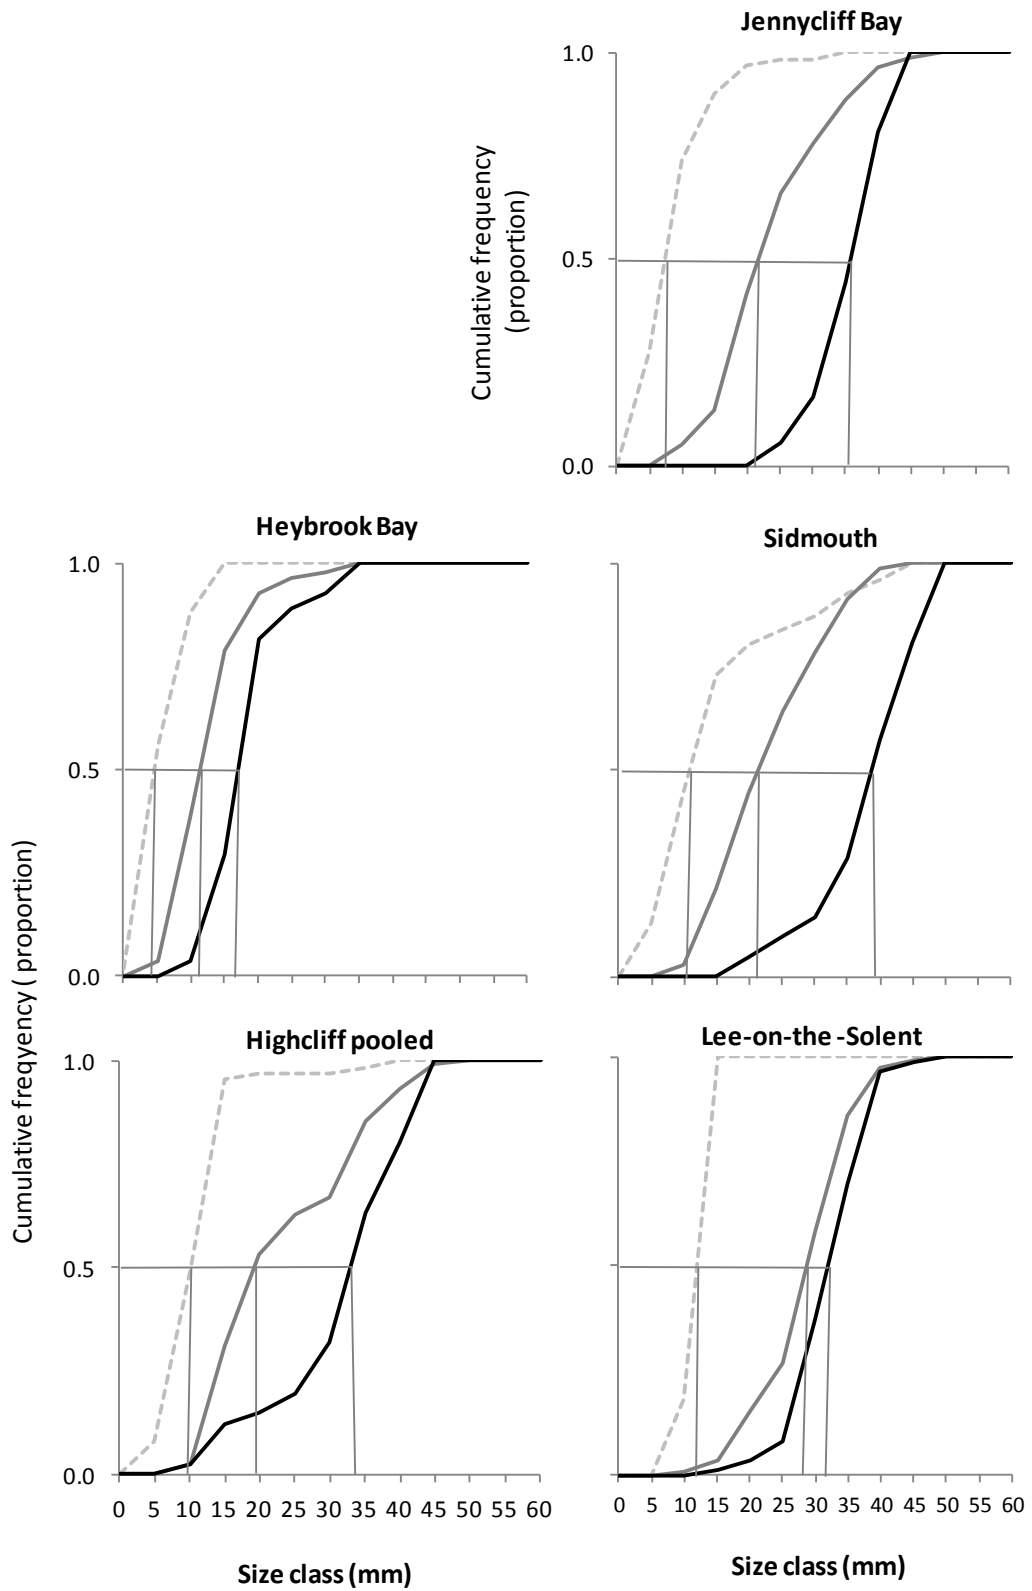 Jennycliff Bay
Cumulative frequency
(proportion)
1.0
0.5
0.0
Heybrook Bay
Sidmouth
1.0
0.5
0.0
Cumulative freqyency ( proportion)
Highcliff pooled
Lee-on-the -Solent
1.0
0.5
0.0
0 5 10 15 20 25 30 35 40 45 50 55 60
0 5 10 15 20 25 30 35 40 45 50 55 60
Size class (mm)
Size class (mm)